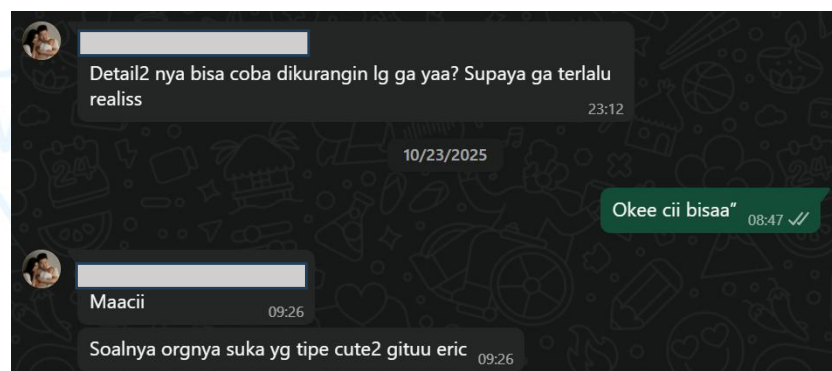 Detail2 nya bisa coba dikurangin lg ga yaa? Supaya ga terlalu
realiss
23:12
10/23/2025
Okee cii bisaa” 08:47
Maacii
09:26
Soalnya orgnya suka yg tipe cute2 gituu eric 09:26